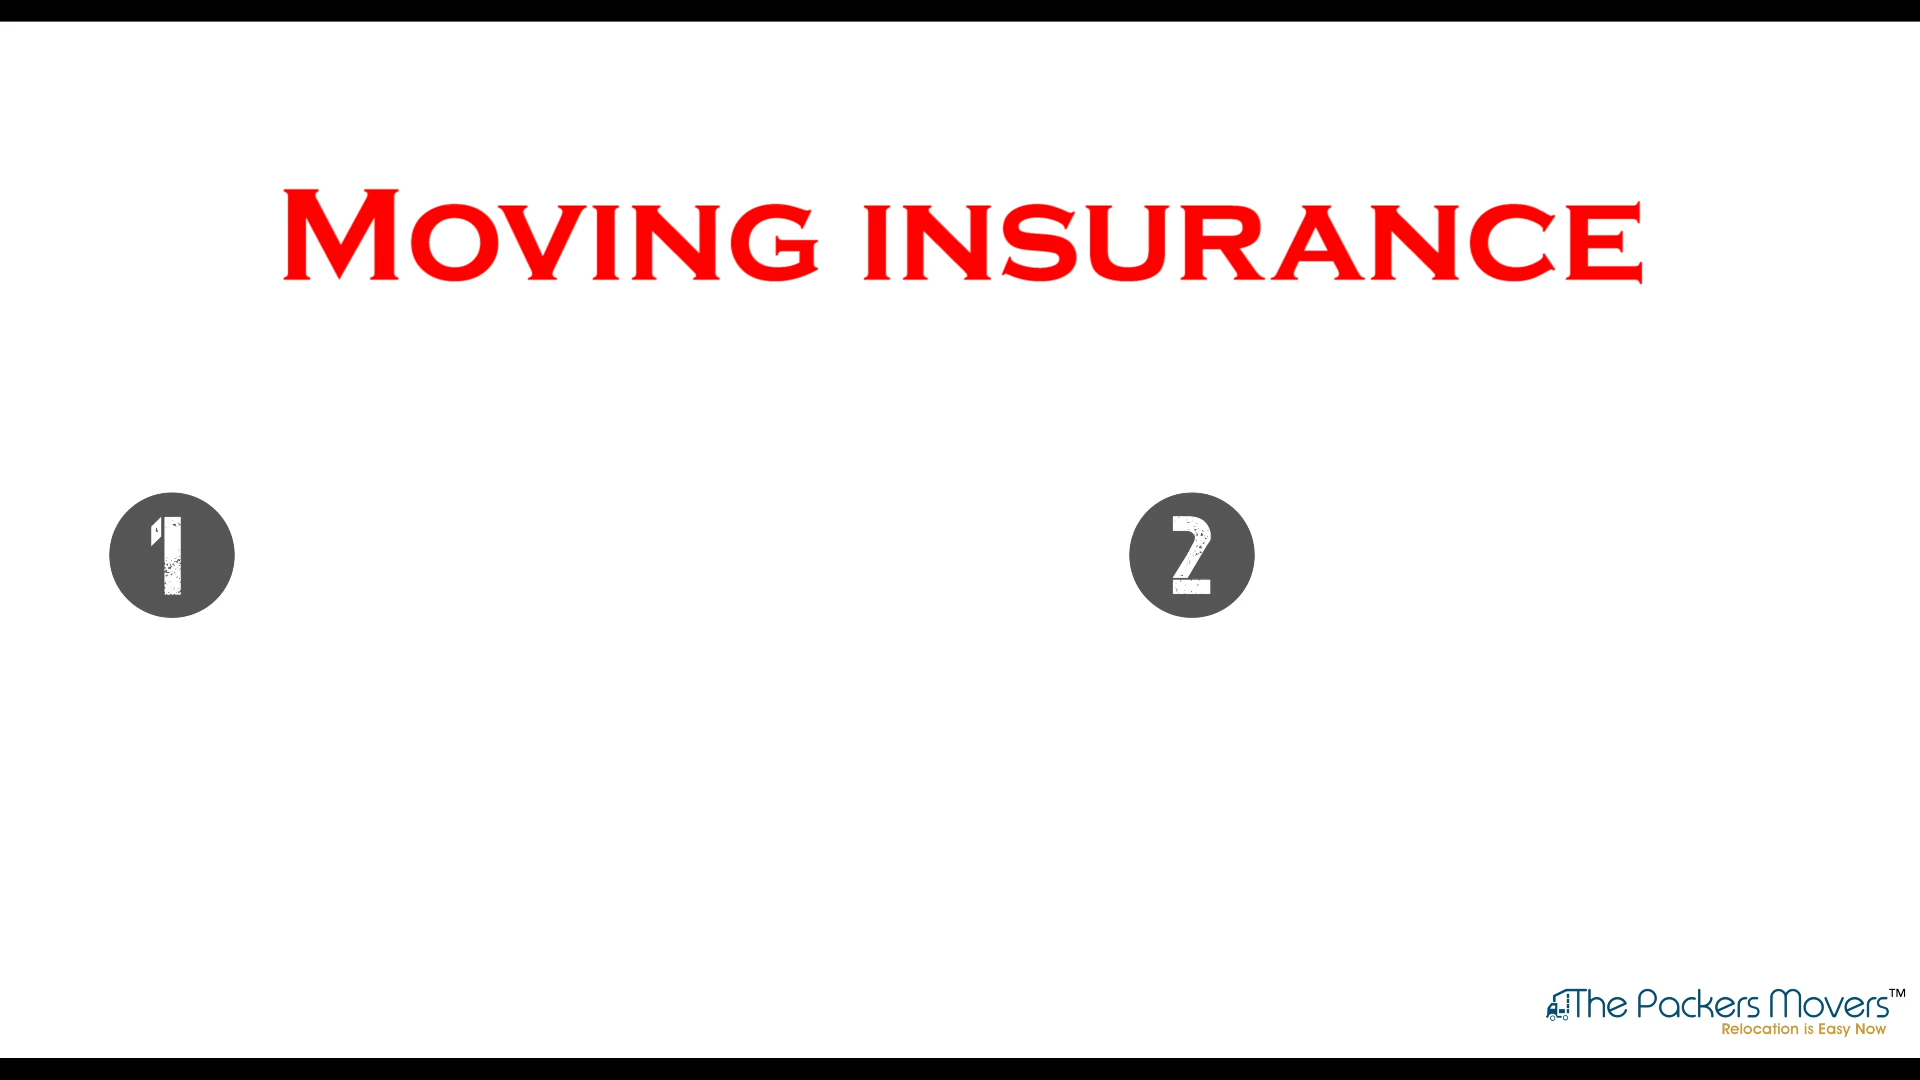 MOVING INSURANCE
1
2
The Packers Movers™
Relocation is Easy Now